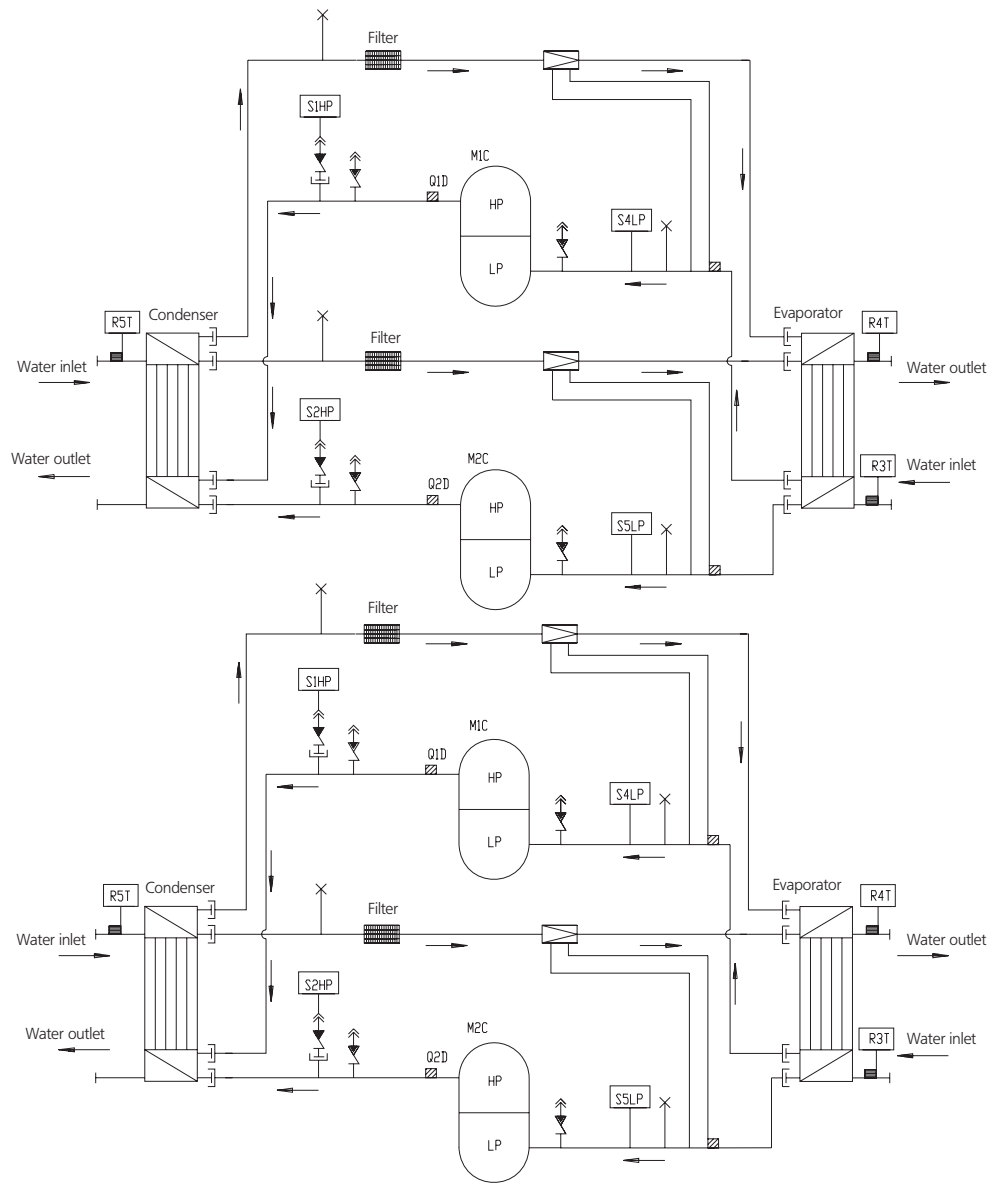 Filter
S1HP
M1C
Q1D
HP
S4LP
LP
Condenser
Evaporator
R5T
R4T
Filter
Water inlet
Water outlet
S2HP
M2C
Water outlet
R3T
Water inlet
Q2D
HP
S5LP
LP
Filter
S1HP
M1C
Q1D
HP
S4LP
LP
Condenser
Evaporator
R5T
R4T
Filter
Water inlet
Water outlet
S2HP
M2C
Water outlet
R3T
Water inlet
Q2D
HP
S5LP
LP